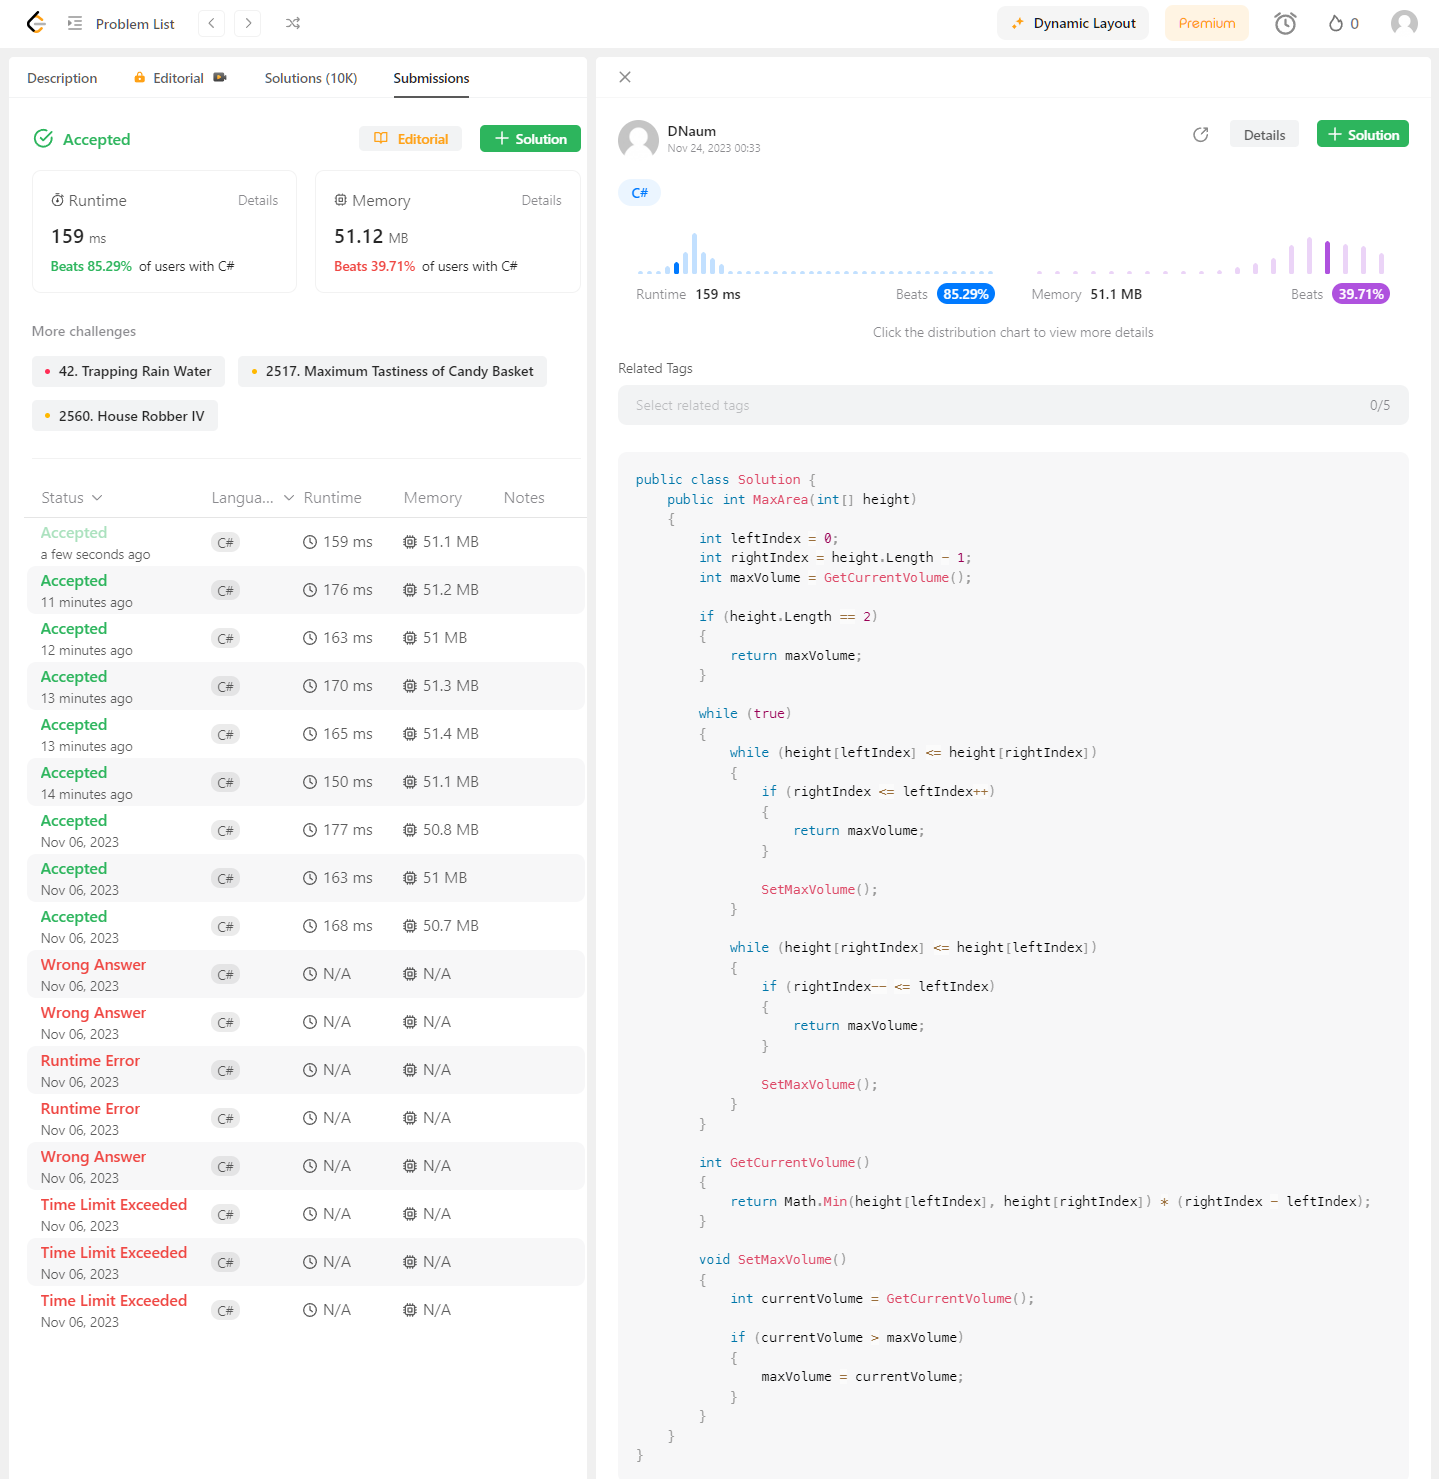 Problem List
Dynamic Layout
Premium
0
Description
Editorial
Solutions (10K)
Submissions
Accepted
Editorial
Solution
Runtime
Details
159 ms
Beats 85.29% of users with C#
Memory
Details
51.12 MB
Beats 39.71% of users with C#
More challenges
42. Trapping Rain Water
2517. Maximum Tastiness of Candy Basket
2560. House Robber IV
Status Langua... Runtime Memory Notes
Accepted
a few seconds ago
C# 159 ms 51.1 MB
Accepted
11 minutes ago
C# 176 ms 51.2 MB
Accepted
12 minutes ago
C# 163 ms 51 MB
Accepted
13 minutes ago
C# 170 ms 51.3 MB
Accepted
13 minutes ago
C# 165 ms 51.4 MB
Accepted
14 minutes ago
C# 150 ms 51.1 MB
Accepted
Nov 06, 2023
C# 177 ms 50.8 MB
Accepted
Nov 06, 2023
C# 163 ms 51 MB
Accepted
Nov 06, 2023
C# 168 ms 50.7 MB
Wrong Answer
Nov 06, 2023
C# N/A N/A
Wrong Answer
Nov 06, 2023
C# N/A N/A
Runtime Error
Nov 06, 2023
C# N/A N/A
Runtime Error
Nov 06, 2023
C# N/A N/A
Wrong Answer
Nov 06, 2023
C# N/A N/A
Time Limit Exceeded
Nov 06, 2023
C# N/A N/A
Time Limit Exceeded
Nov 06, 2023
C# N/A N/A
Time Limit Exceeded
Nov 06, 2023
C# N/A N/A
DNaum
Nov 24, 2023 00:33
Details
Solution
C#
Runtime 159 ms
Beats 85.29%
Memory 51.1 MB
Beats 39.71%
Click the distribution chart to view more details
Related Tags
Select related tags
0/5
public class Solution {
    public int MaxArea(int[] height)
    {
        int leftIndex = 0;
        int rightIndex = height.Length - 1;
        int maxVolume = GetCurrentVolume();

        if (height.Length == 2)
        {
            return maxVolume;
        }

        while (true)
        {
            while (height[leftIndex] <= height[rightIndex])
            {
                if (rightIndex <= leftIndex++)
                {
                    return maxVolume;
                }

                SetMaxVolume();
            }

            while (height[rightIndex] <= height[leftIndex])
            {
                if (rightIndex-- <= leftIndex)
                {
                    return maxVolume;
                }

                SetMaxVolume();
            }
        }

        int GetCurrentVolume()
        {
            return Math.Min(height[leftIndex], height[rightIndex]) * (rightIndex - leftIndex);
        }

        void SetMaxVolume()
        {
            int currentVolume = GetCurrentVolume();

            if (currentVolume > maxVolume)
            {
                maxVolume = currentVolume;
            }
        }
    }
}